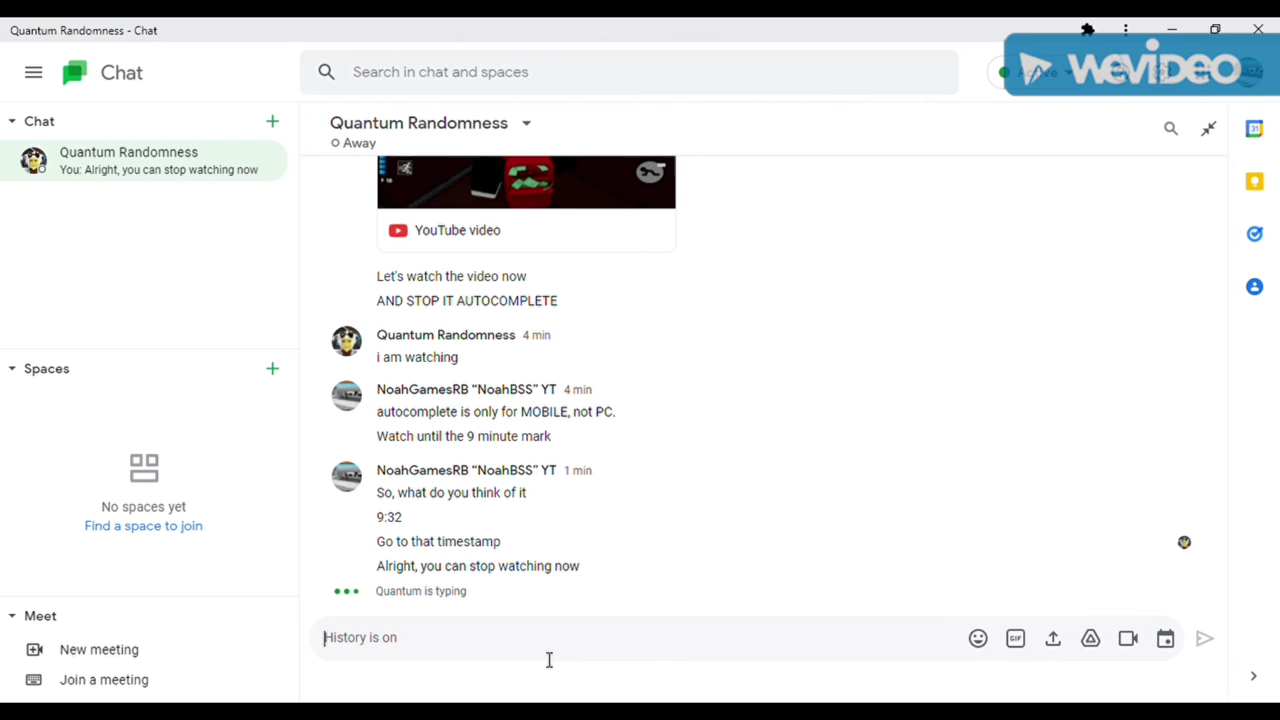 Quantum Randomness - Chat
Chat
Search in chat and spaces
Active
WeVideo
Chat
Quantum Randomness
You: Alright, you can stop watching now
Spaces
No spaces yet
Find a space to join
Meet
New meeting
Join a meeting
Quantum Randomness
Away
YouTube video
Let's watch the video now
AND STOP IT AUTOCOMPLETE
Quantum Randomness 4 min
i am watching
NoahGamesRB “NoahBSS” YT 4 min
autocomplete is only for MOBILE, not PC.
Watch until the 9 minute mark
NoahGamesRB “NoahBSS” YT 1 min
So, what do you think of it
9:32
Go to that timestamp
Alright, you can stop watching now
Quantum is typing
History is on
GIF
31